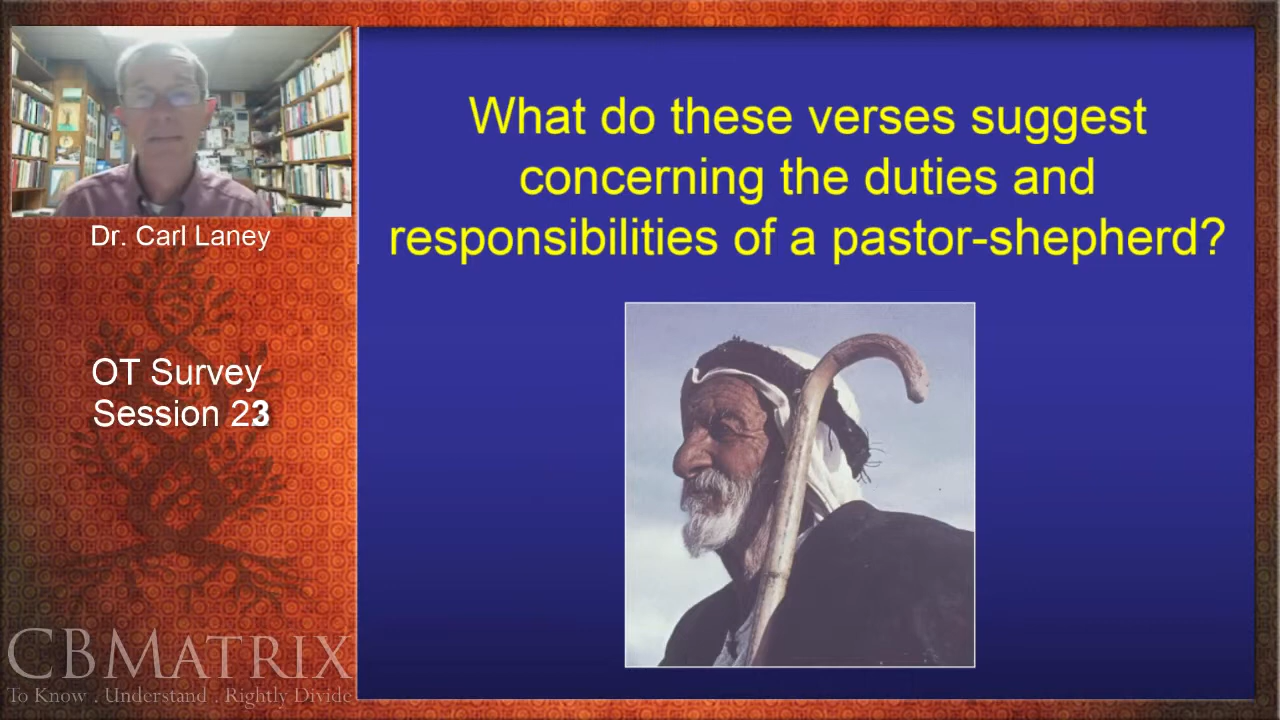 What do these verses suggest
concerning the duties and
responsibilities of a pastor-shepherd?
Dr. Carl Laney
OT Survey
Session 23
CBMatrix
To Know . Understand . Rightly Divide